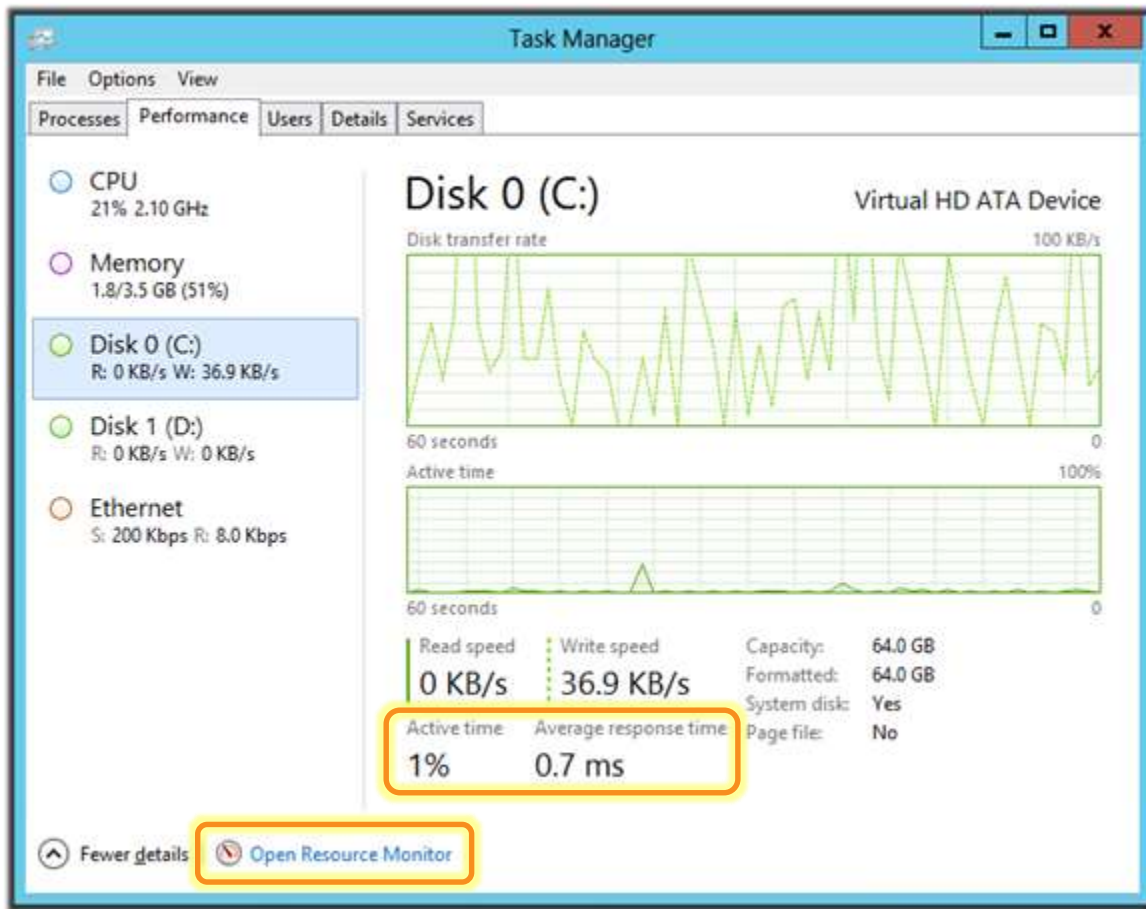 Task Manager
File Options View
Processes Performance Users Details Services
CPU
21% 2.10 GHz
Memory
1.8/3.5 GB (51%)
Disk 0 (C:)
R: 0 KB/s W: 36.9 KB/s
Disk 1 (D:)
R: 0 KB/s W: 0 KB/s
Ethernet
S: 200 Kbps R: 8.0 Kbps
Disk 0 (C:) Virtual HD ATA Device
Disk transfer rate 100 KB/s
60 seconds 0
Active time 100%
60 seconds 0
Read speed Write speed
0 KB/s 36.9 KB/s
Active time Average response time
1% 0.7 ms
Capacity: 64.0 GB
Formatted: 64.0 GB
System disk: Yes
Page file: No
Fewer details Open Resource Monitor